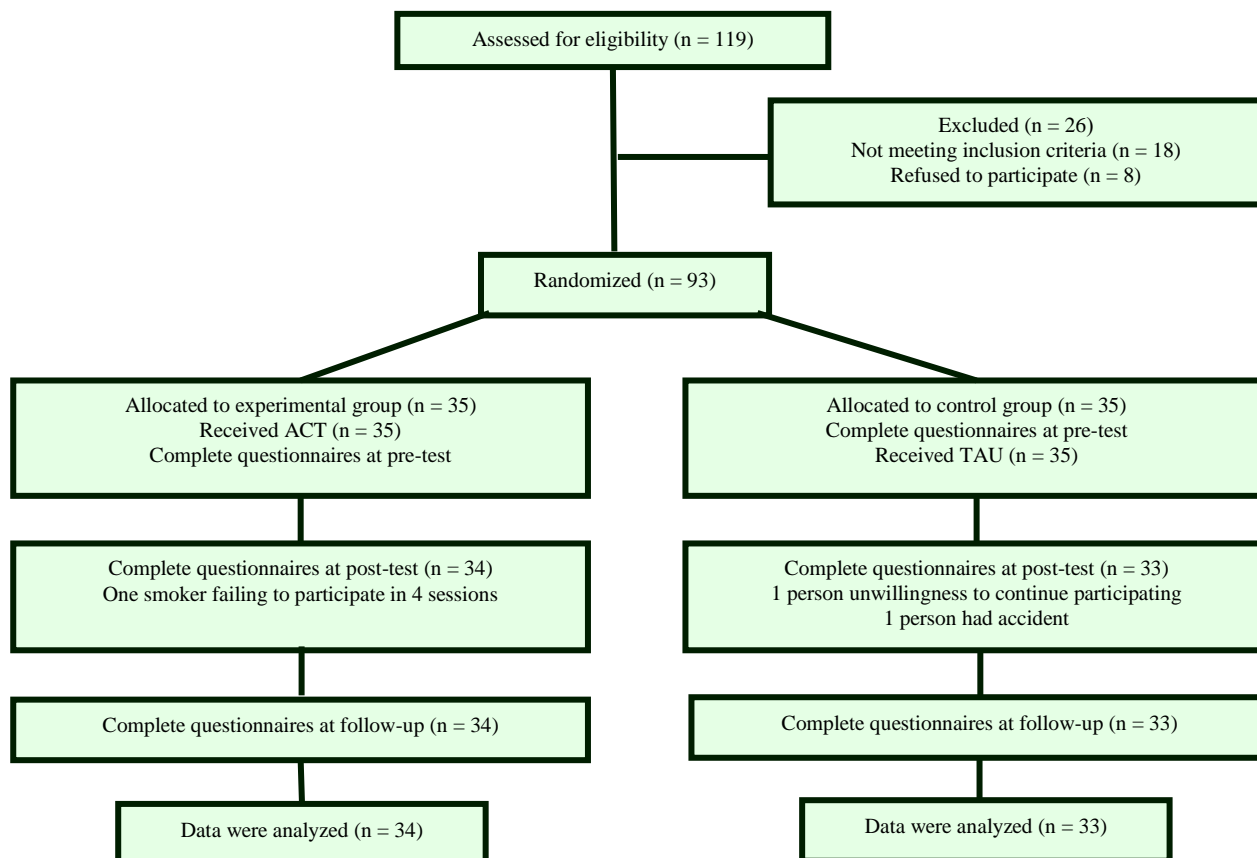 Assessed for eligibility (n = 119)
Excluded (n = 26)
Not meeting inclusion criteria (n = 18)
Refused to participate (n = 8)
Randomized (n = 93)
Allocated to experimental group (n = 35)
Received ACT (n = 35)
Complete questionnaires at pre-test
Allocated to control group (n = 35)
Complete questionnaires at pre-test
Received TAU (n = 35)
Complete questionnaires at post-test (n = 34)
One smoker failing to participate in 4 sessions
Complete questionnaires at post-test (n = 33)
1 person unwillingness to continue participating
1 person had accident
Complete questionnaires at follow-up (n = 34)
Complete questionnaires at follow-up (n = 33)
Data were analyzed (n = 34)
Data were analyzed (n = 33)